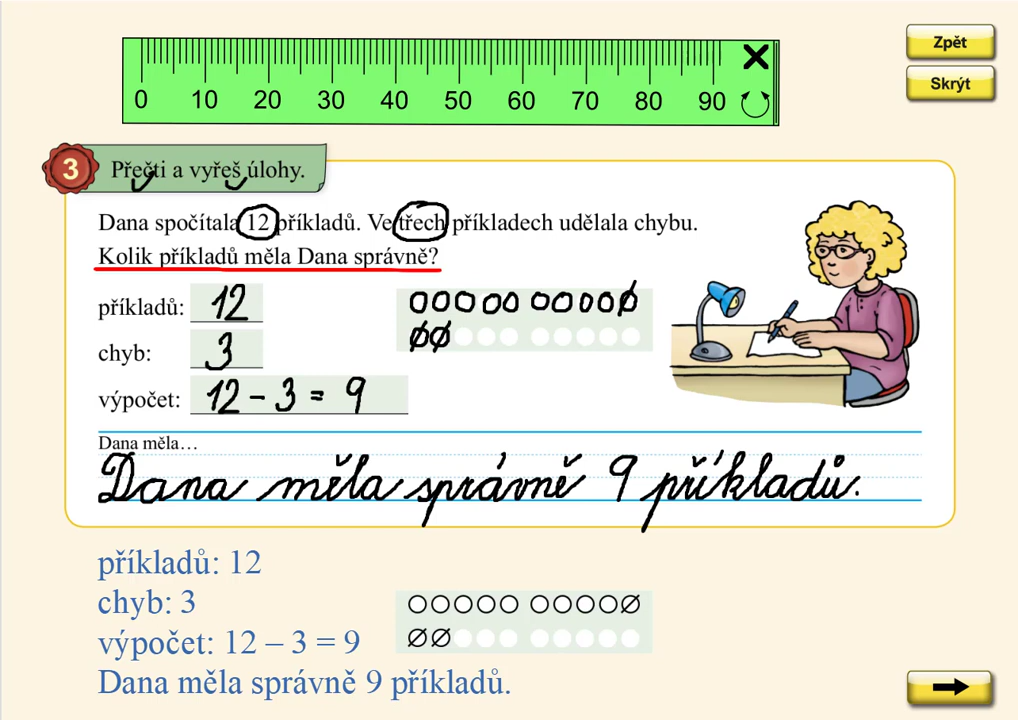 Zpět
Skrýt
0 10 20 30 40 50 60 70 80 90
3 Přečti a vyřeš úlohy.
Dana spočítala 12 příkladů. Ve třech příkladech udělala chybu.
Kolik příkladů měla Dana správně?
příkladů: 12
chyb: 3
výpočet: 12 - 3 = 9
Dana měla…
Dana měla správně 9 příkladů.
příkladů: 12
chyb: 3
výpočet: 12 – 3 = 9
Dana měla správně 9 příkladů.